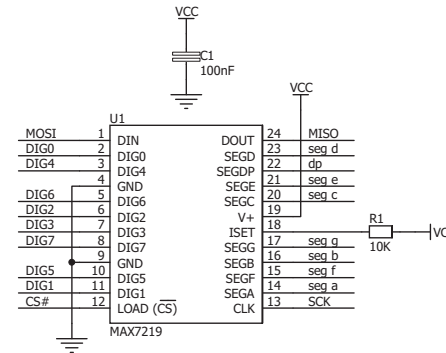 VCC
C1
100nF
VCC
U1
MOSI 1 DIN DOUT 24 MISO
DIG0 2 DIG0 SEGD 23 seg d
DIG4 3 DIG4 SEGDP 22 dp
4 GND SEGE 21 seg e
DIG6 5 DIG6 SEGC 20 seg c
DIG2 6 DIG2 V+ 19
DIG3 7 DIG3 ISET 18 R1
DIG7 8 DIG7 SEGG 17 seg g 10K VC
9 GND SEGB 16 seg b
DIG5 10 DIG5 SEGF 15 seg f
DIG1 11 DIG1 SEGA 14 seg a
CS# 12 LOAD (CS) CLK 13 SCK
MAX7219